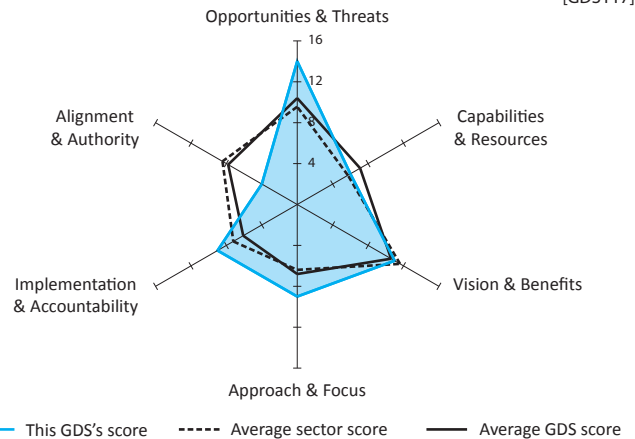 [GDS117]
Opportunities & Threats
16
12
8
4
Alignment
& Authority
Capabilities
& Resources
Implementation
& Accountability
Vision & Benefits
Approach & Focus
This GDS's score
Average sector score
Average GDS score